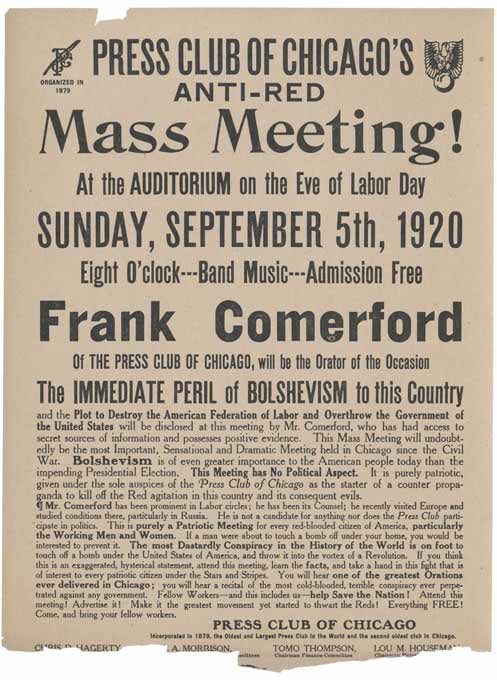 PRESS CLUB OF CHICAGO'S
ORGANIZED IN
1879
ANTI-RED
Mass Meeting!
At the AUDITORIUM on the Eve of Labor Day
SUNDAY, SEPTEMBER 5th, 1920
Eight O'clock---Band Music---Admission Free
Frank Comerford
Of THE PRESS CLUB OF CHICAGO, will be the Orator of the Occasion
The IMMEDIATE PERIL of BOLSHEVISM to this Country
and the Plot to Destroy the American Federation of Labor and Overthrow the Government of
the United States will be disclosed at this meeting by Mr. Comerford, who has had access to
secret sources of information and possesses positive evidence. This Mass Meeting will undoubt-
edly be the most Important, Sensational and Dramatic Meeting held in Chicago since the Civil
War. Bolshevism is of even greater importance to the American people today than the
impending Presidential Election. This Meeting has No Political Aspect. It is purely patriotic,
given under the sole auspices of the Press Club of Chicago as the starter of a counter propa-
ganda to kill off the Red agitation in this country and its consequent evils.
¶ Mr. Comerford has been prominent in Labor circles; he has been its Counsel; he recently visited Europe and
studied conditions there, particularly in Russia. He is not a candidate for anything nor does the Press Club parti-
cipate in politics. This is purely a Patriotic Meeting for every red-blooded citizen of America, particularly
the Working Men and Women. If a man were about to touch a bomb off under your home, you would be
interested to prevent it. The most Dastardly Conspiracy in the History of the World is on foot to
touch off a bomb under the United States of America, and throw it into the vortex of a Revolution. If you think
this is an exaggerated, hysterical statement, attend this meeting, learn the facts, and take a hand in this fight that is
of interest to every patriotic citizen under the Stars and Stripes. You will hear one of the greatest Orations
ever delivered in Chicago; you will hear a recital of the most cold-blooded, terrible conspiracy ever perpe-
trated against any government. Fellow Workers—and this includes us—help Save the Nation! Attend this
meeting! Advertise it! Make it the greatest movement yet started to thwart the Reds! Everything FREE!
Come, and bring your fellow workers.
PRESS CLUB OF CHICAGO
Incorporated in 1879, the Oldest and Largest Press Club in the World and the second oldest club in Chicago.
CHRIS D. HAGERTY A. MORRISON, TOMO THOMPSON, LOU M. HOUSEMAN
Chairman Finance Committee Chairman